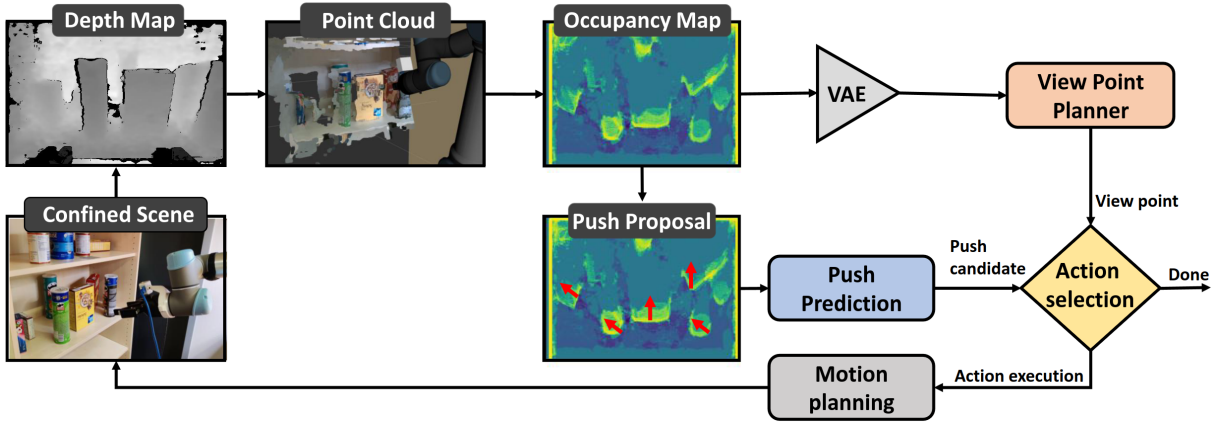 Depth Map
Point Cloud
Occupancy Map
VAE
View Point
Planner
Confined Scene
Push Proposal
View point
Push
candidate
Push
Prediction
Action
selection
Done
Motion
planning
Action execution